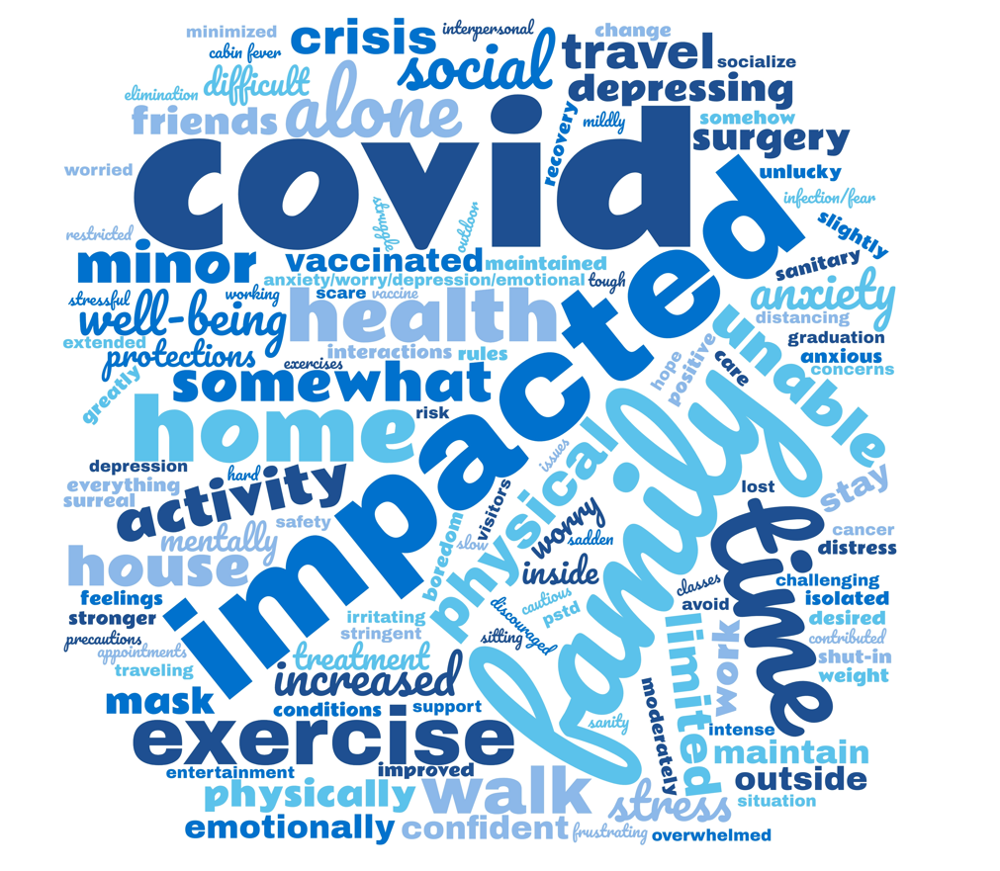 minimized
crisis
interpersonal
change
cabin fever
social
travel
socialize
elimination
difficult
depressing
friends
alone
recovery
mildly
somehow
surgery
covid
worried
unlucky
infection/fear
restricted
struggle
outdoor
slightly
minor
vaccinated
maintained
sanitary
anxiety/worry/depression/emotional
tough
impacted
anxiety
stressful
working
scare
vaccine
well-being
health
distancing
extended
protections
interactions
rules
graduation
unable
hope
positive
care
anxious
concerns
greatly
exercises
somewhat
home
risk
family
depression
hard
activity
physical
issues
lost
stay
everything
surreal
safety
visitors
worry
time
cancer
mentally
boredom
slow
sadden
distress
house
inside
classes
challenging
feelings
cautious
avoid
isolated
stronger
irritating
discouraged
pstd
desired
precautions
stringent
sitting
limited
work
contributed
appointments
treatment
shut-in
traveling
increased
weight
mask
conditions
support
moderately
sanity
intense
exercise
maintain
entertainment
improved
outside
physically
walk
stress
situation
emotionally
confident
frustrating
overwhelmed